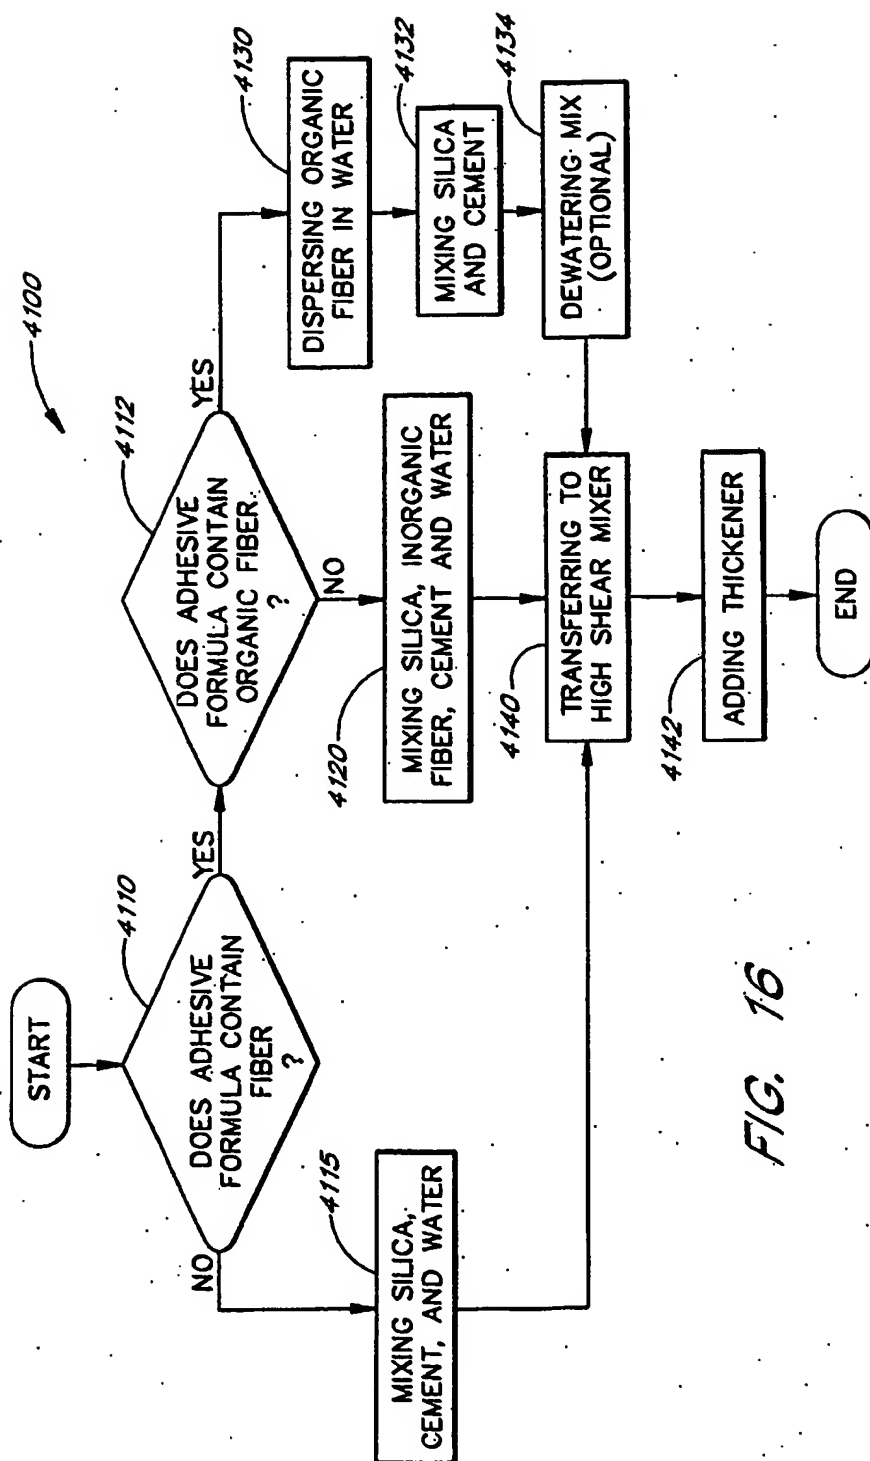 4100
START
4110
DOES ADHESIVE
FORMULA CONTAIN
FIBER
?
NO
YES
4115
MIXING SILICA,
CEMENT, AND WATER
4112
DOES ADHESIVE
FORMULA CONTAIN
ORGANIC FIBER
?
YES
NO
4120
MIXING SILICA, INORGANIC
FIBER, CEMENT AND WATER
4130
DISPERSING ORGANIC
FIBER IN WATER
4132
MIXING SILICA
AND CEMENT
4134
DEWATERING MIX
(OPTIONAL)
4140
TRANSFERRING TO
HIGH SHEAR MIXER
4142
ADDING THICKENER
END
FIG. 16